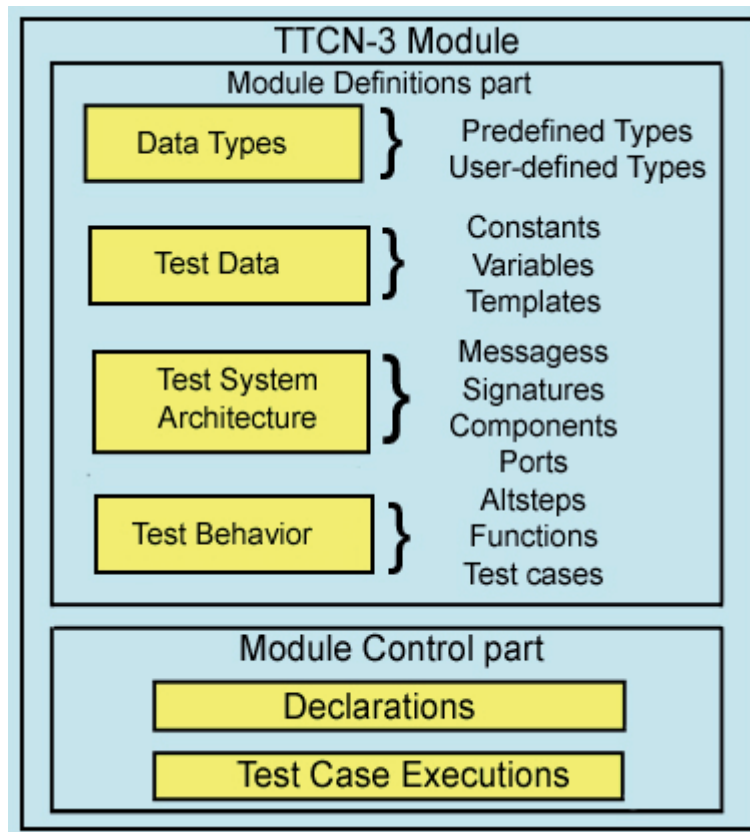 TTCN-3 Module
Module Definitions part
Data Types
Predefined Types
User-defined Types
Test Data
Constants
Variables
Templates
Test System
Architecture
Messagess
Signatures
Components
Ports
Test Behavior
Altsteps
Functions
Test cases
Module Control part
Declarations
Test Case Executions